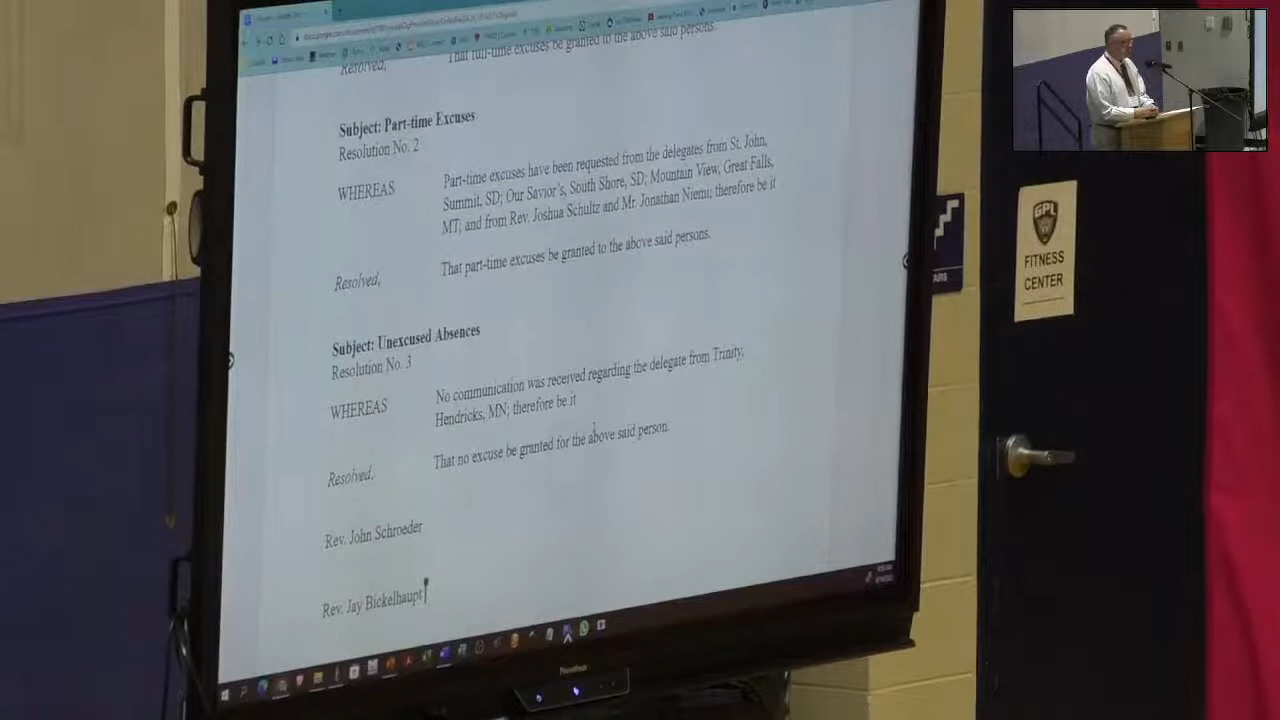 Resolved, That full-time excuses be granted to the above said persons.
Subject: Part-time Excuses
Resolution No. 2
WHEREAS Part-time excuses have been requested from the delegates from St. John,
Summit, SD; Our Savior's, South Shore, SD; Mountain View, Great Falls,
MT; and from Rev. Joshua Schultz and Mr. Jonathan Niemi; therefore be it
Resolved, That part-time excuses be granted to the above said persons.
Subject: Unexcused Absences
Resolution No. 3
WHEREAS No communication was received regarding the delegate from Trinity,
Hendricks, MN; therefore be it
Resolved. That no excuse be granted for the above said person.
Rev. John Schroeder
Rev. Jay Bickelhaupt
Promethean
GPL
FITNESS
CENTER